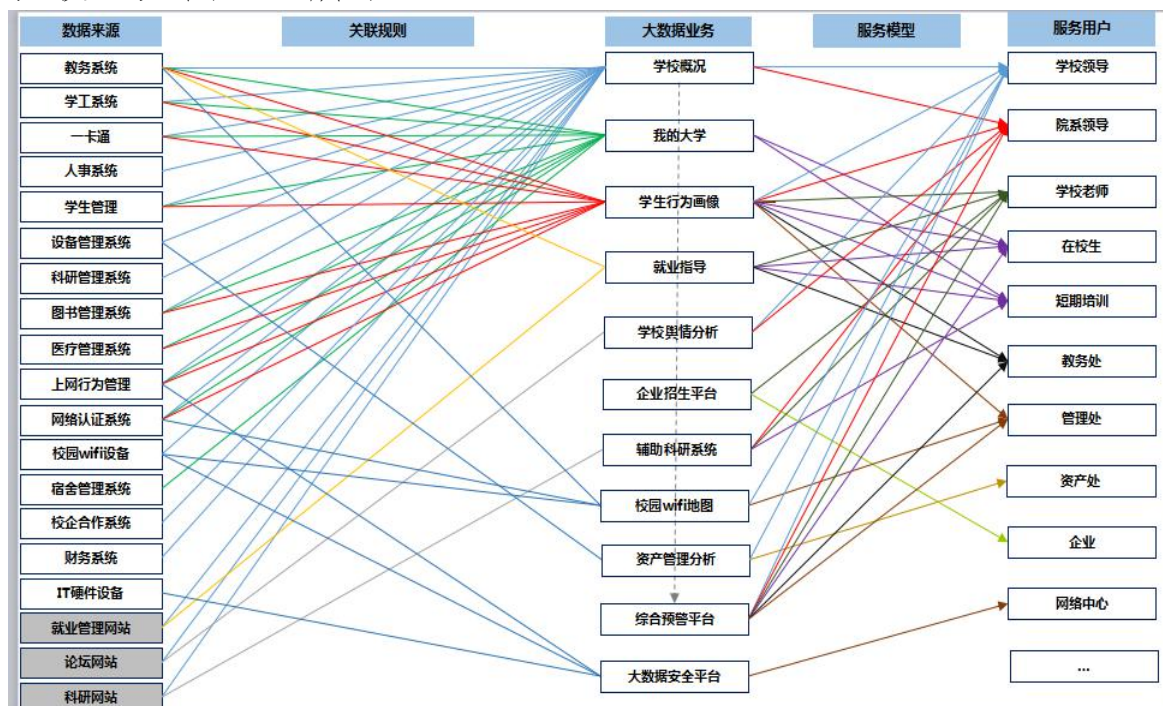 数据来源
关联规则
大数据业务
服务模型
服务用户
教务系统
学工系统
一卡通
人事系统
学生管理
设备管理系统
科研管理系统
图书管理系统
医疗管理系统
上网行为管理
网络认证系统
校园wifi设备
宿舍管理系统
校企合作系统
财务系统
IT硬件设备
就业管理网站
论坛网站
科研网站
学校概况
我的大学
学生行为画像
就业指导
学校舆情分析
企业招生平台
辅助科研系统
校园wifi地图
资产管理分析
综合预警平台
大数据安全平台
学校领导
院系领导
学校老师
在校生
短期培训
教务处
管理处
资产处
企业
网络中心
...